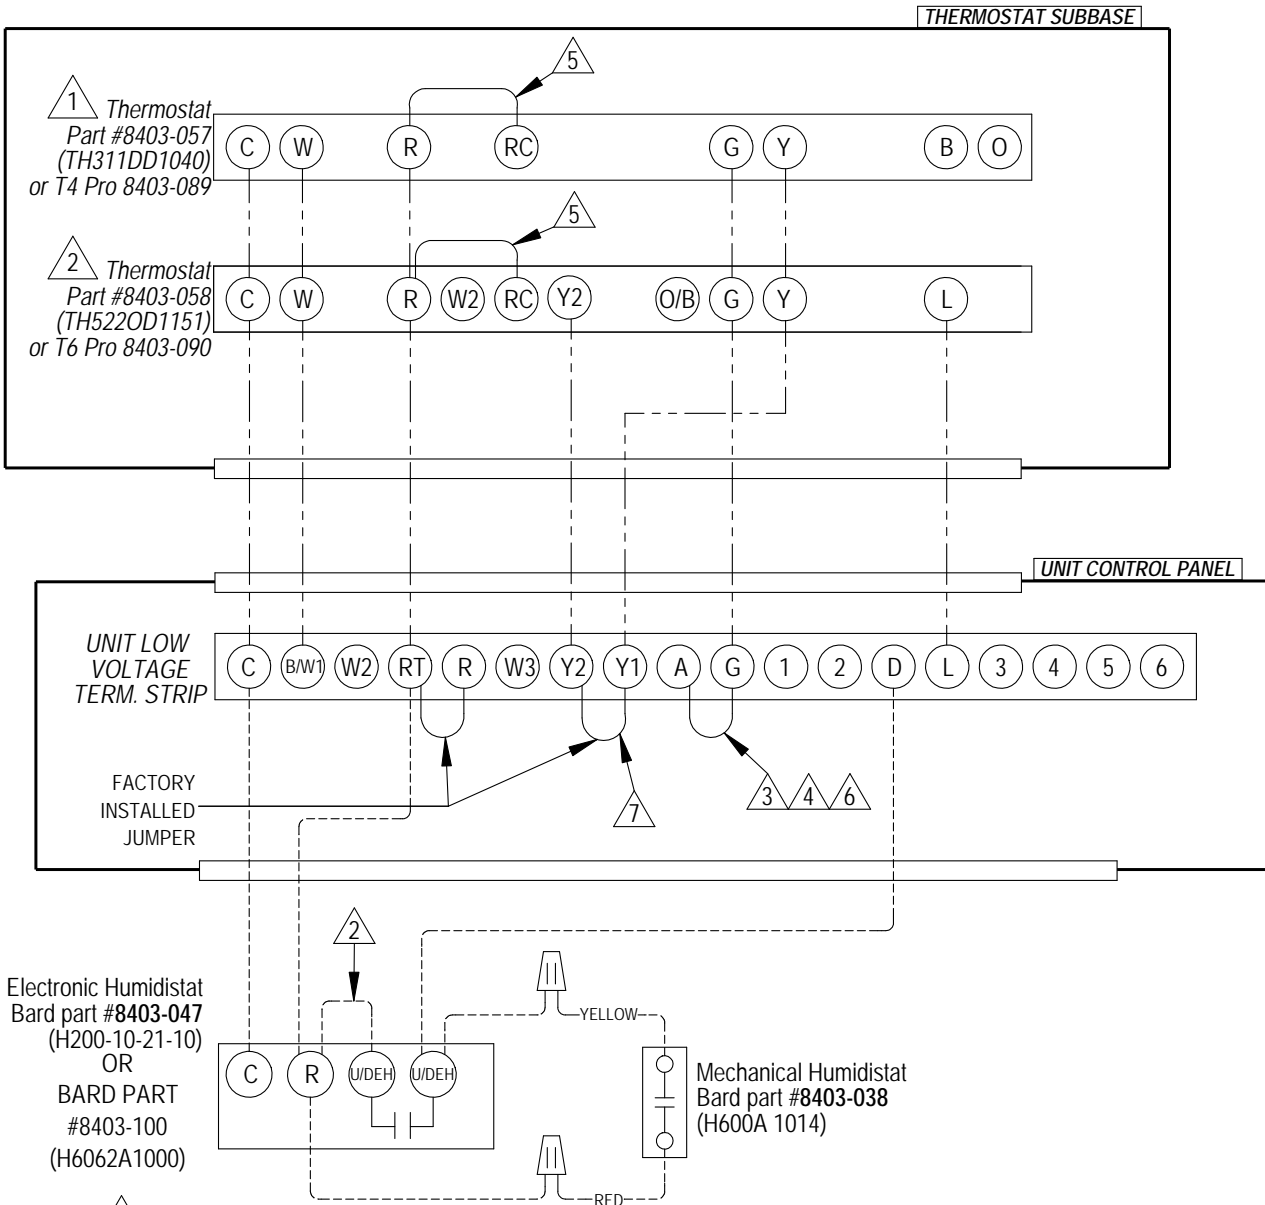 THERMOSTAT SUBBASE
5
1 Thermostat
Part #8403-057
(TH311DD1040)
or T4 Pro 8403-089
C W R RC G Y B O
5
2 Thermostat
Part #8403-058
(TH522OD1151)
or T6 Pro 8403-090
C W R W2 RC Y2 O/B G Y L
UNIT CONTROL PANEL
UNIT LOW
VOLTAGE
TERM. STRIP
C B/W1 W2 RT R W3 Y2 Y1 A G 1 2 D L 3 4 5 6
FACTORY
INSTALLED
JUMPER
7
3 4 6
2
Electronic Humidistat
Bard part #8403-047
(H200-10-21-10)
OR
BARD PART
#8403-100
(H6062A1000)
C R U/DEH U/DEH
YELLOW
Mechanical Humidistat
Bard part #8403-038
(H600A 1014)
RED